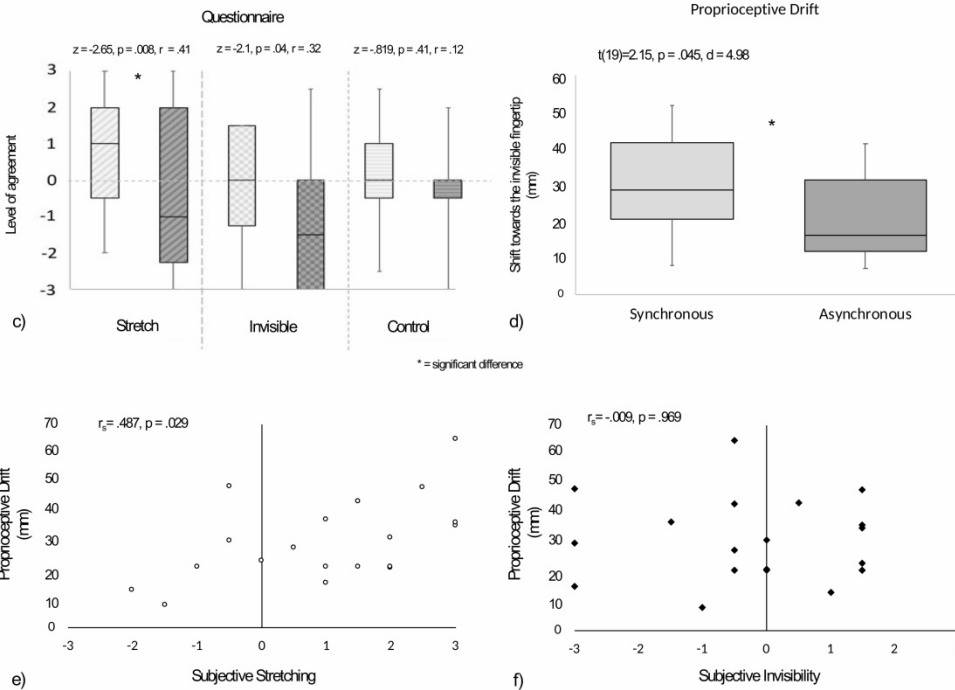 Questionnaire
z = -2.65, p = .008, r = .41
z = -2.1, p = .04, r = .32
z = -.819, p = .41, r = .12
Level of agreement
3
2
1
0
-1
-2
-3
*
Stretch
Invisible
Control
c)
Proprioceptive Drift
t(19)=2.15, p = .045, d = 4.98
Shift towards the invisible fingertip
(mm)
60
50
40
30
20
10
0
*
Synchronous
Asynchronous
d)
* = significant difference
rs= .487, p = .029
Proprioceptive Drift
(mm)
70
60
50
40
30
20
10
0
-3 -2 -1 0 1 2 3
Subjective Stretching
e)
rs= -.009, p = .969
Proprioceptive Drift
(mm)
70
60
50
40
30
20
10
0
-3 -2 -1 0 1 2
Subjective Invisibility
f)